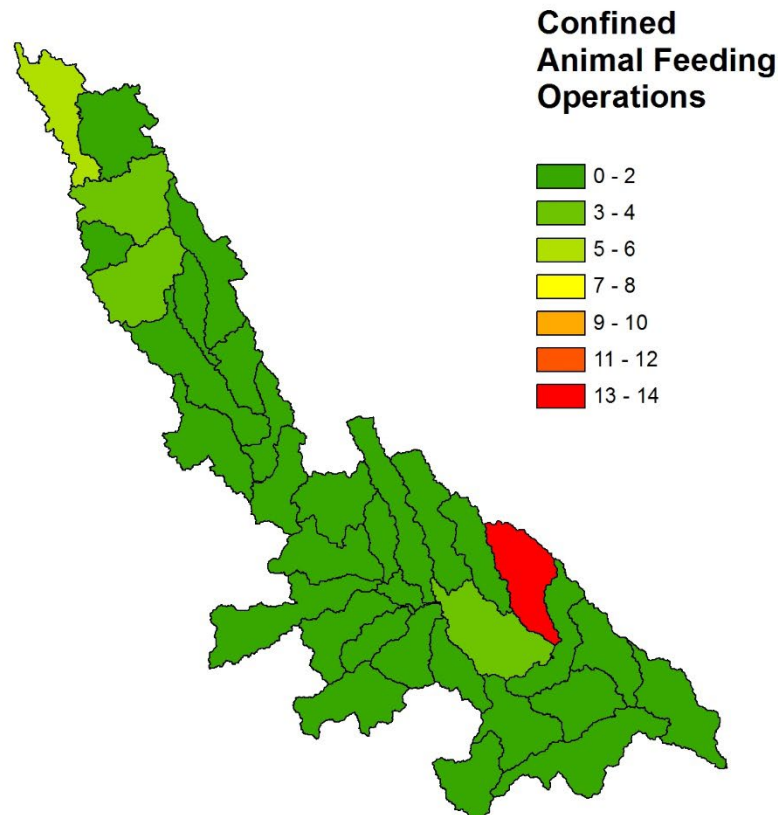 Confined
Animal Feeding
Operations
0 - 2
3 - 4
5 - 6
7 - 8
9 - 10
11 - 12
13 - 14